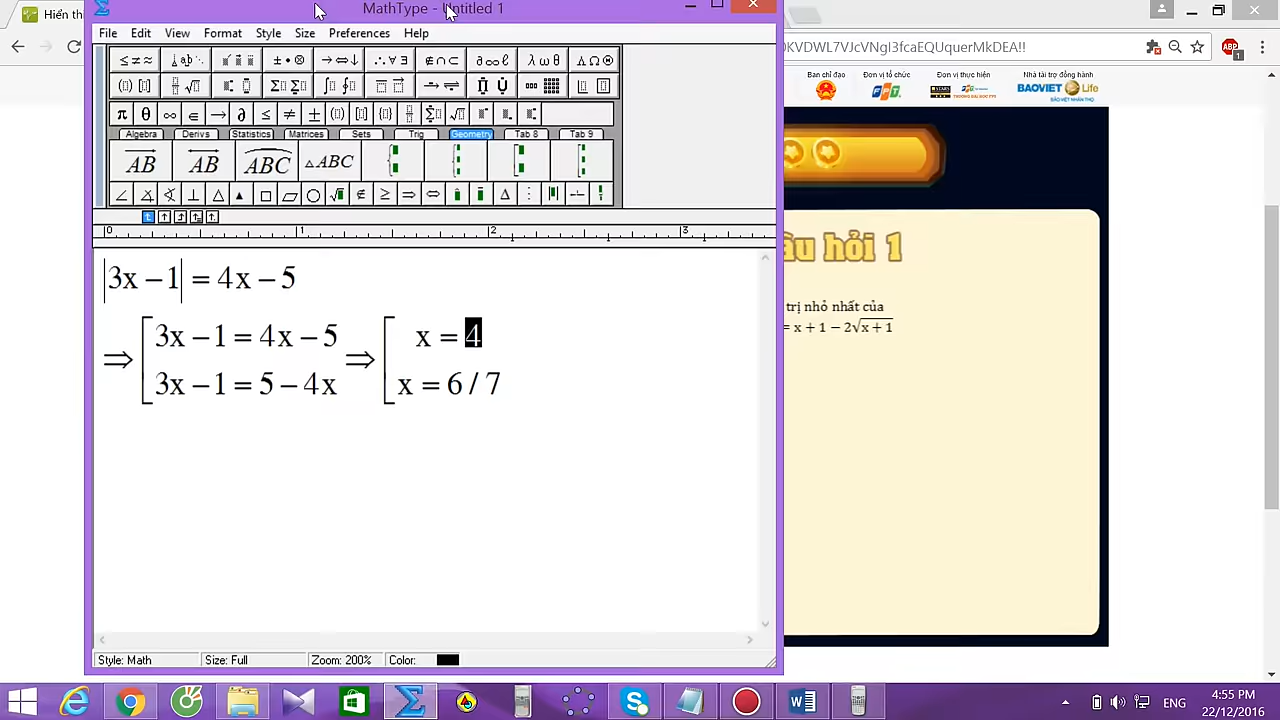 Hiển th
MathType - Untitled 1
File Edit View Format Style Size Preferences Help
Algebra Derivs Statistics Matrices Sets Trig Geometry Tab 8 Tab 9
AB AB ABC △ABC
0 1 2 3
|3x − 1| = 4x − 5
⇒ [ 3x − 1 = 4x − 5 ⇒ [ x = 4
3x − 1 = 5 − 4x x = 6 / 7
Style: Math Size: Full Zoom: 200% Color:
DKVDWL7VJcVNgI3fcaEQUquerMkDEA!!
ABP
1
Ban chỉ đạo Đơn vị tổ chức Đơn vị thực hiện Nhà tài trợ đồng hành
FPT BAOVIET Life
âu hỏi 1
trị nhỏ nhất của
= x + 1 − 2√x + 1
ENG
4:55 PM
22/12/2016